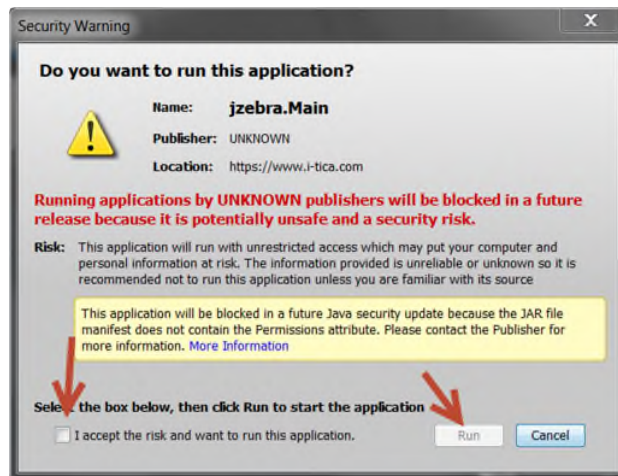 Security Warning
X
Do you want to run this application?
Name: jzebra.Main
Publisher: UNKNOWN
Location: https://www.i-tica.com
Running applications by UNKNOWN publishers will be blocked in a future
release because it is potentially unsafe and a security risk.
Risk: This application will run with unrestricted access which may put your computer and
personal information at risk. The information provided is unreliable or unknown so it is
recommended not to run this application unless you are familiar with its source
This application will be blocked in a future Java security update because the JAR file
manifest does not contain the Permissions attribute. Please contact the Publisher for
more information. More Information
Select the box below, then click Run to start the application
I accept the risk and want to run this application.
Run Cancel